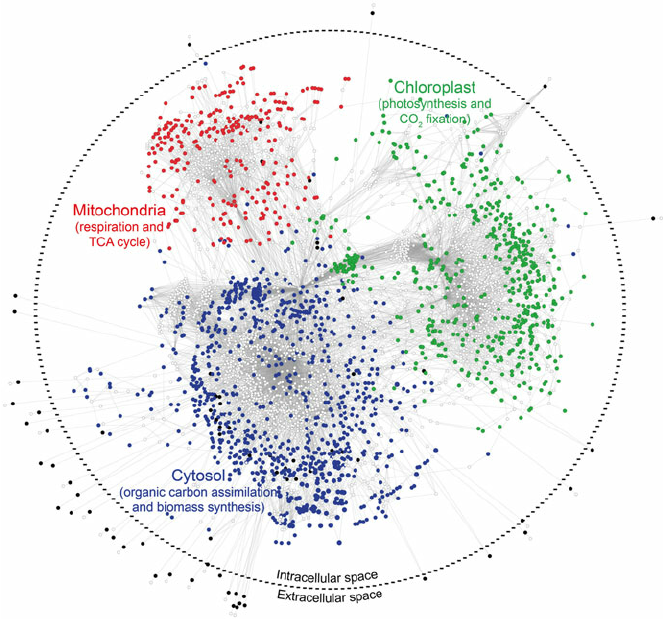 Chloroplast
(photosynthesis and
CO₂ fixation)
Mitochondria
(respiration and
TCA cycle)
Cytosol
(organic carbon assimilation
and biomass synthesis)
Intracellular space
Extracellular space